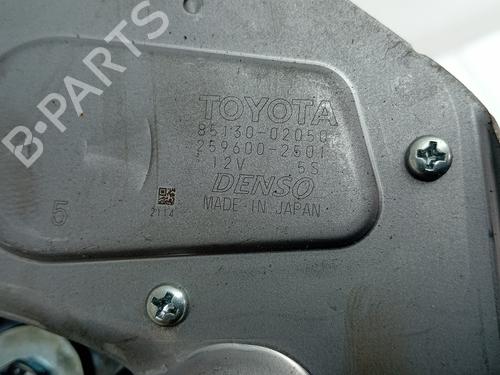 B-PARTS
TOYOTA
85130-02050
259600-2501
12V 5S
DENSO
MADE IN JAPAN
2114
5